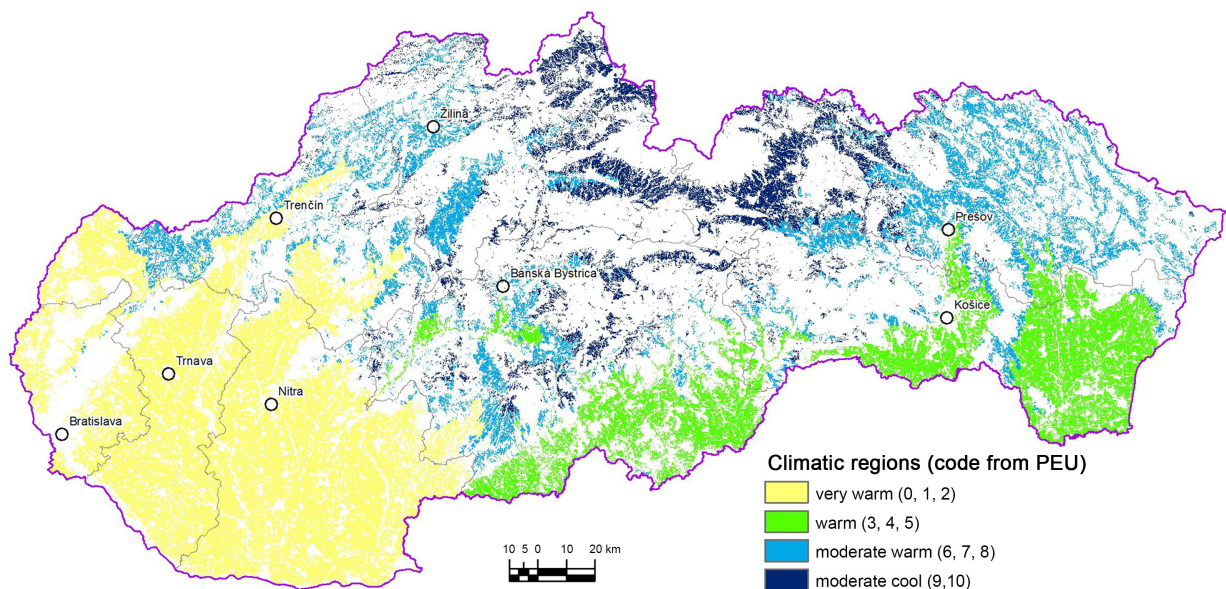 Žilina
Trenčín
Prešov
Banská Bystrica
Košice
Trnava
Nitra
Bratislava
Climatic regions (code from PEU)
very warm (0, 1, 2)
warm (3, 4, 5)
moderate warm (6, 7, 8)
moderate cool (9,10)
10 5 0 10 20 km